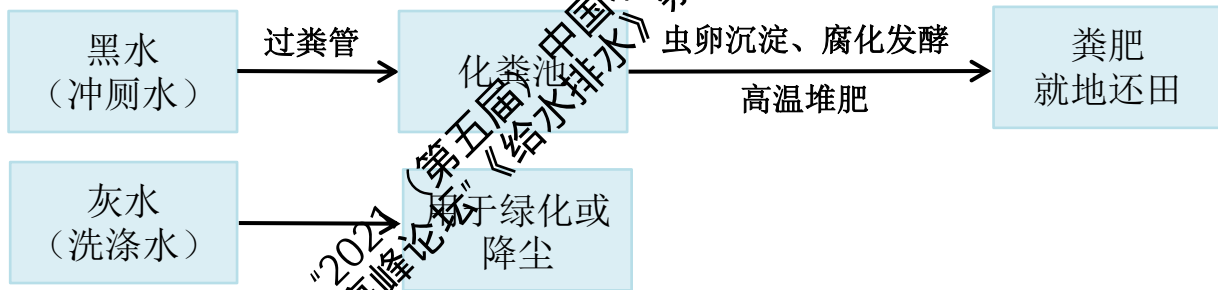 黑水
（冲厕水）
过粪管
化粪池
虫卵沉淀、腐化发酵
高温堆肥
粪肥
就地还田
灰水
（洗涤水）
用于绿化或
降尘
"2021（第五届）中国
高峰论坛"《给水排水》